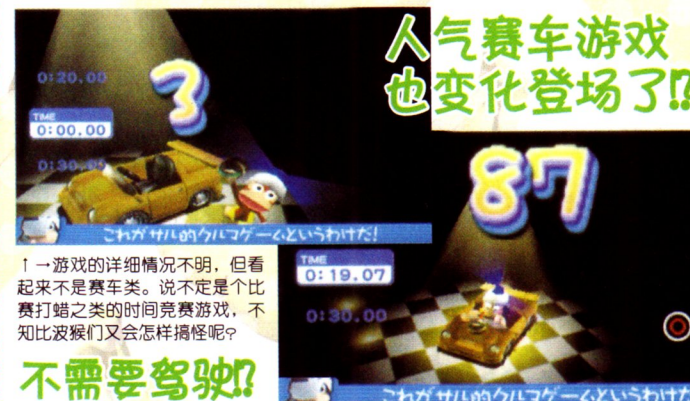 人气赛车游戏
也变化登场了!?
0:20.00
3
TIME
0:00.00
0:30.00
これがサル的クルマゲームというわけだ!
87
TIME
0:19.07
0:30.00
これがサル的クルマゲームというわけだ
↑→游戏的详细情况不明，但看
起来不是赛车类。说不定是个比
赛打蜡之类的时间竞赛游戏，不
知比波猴们又会怎样搞怪呢?
不需要驾驶!?